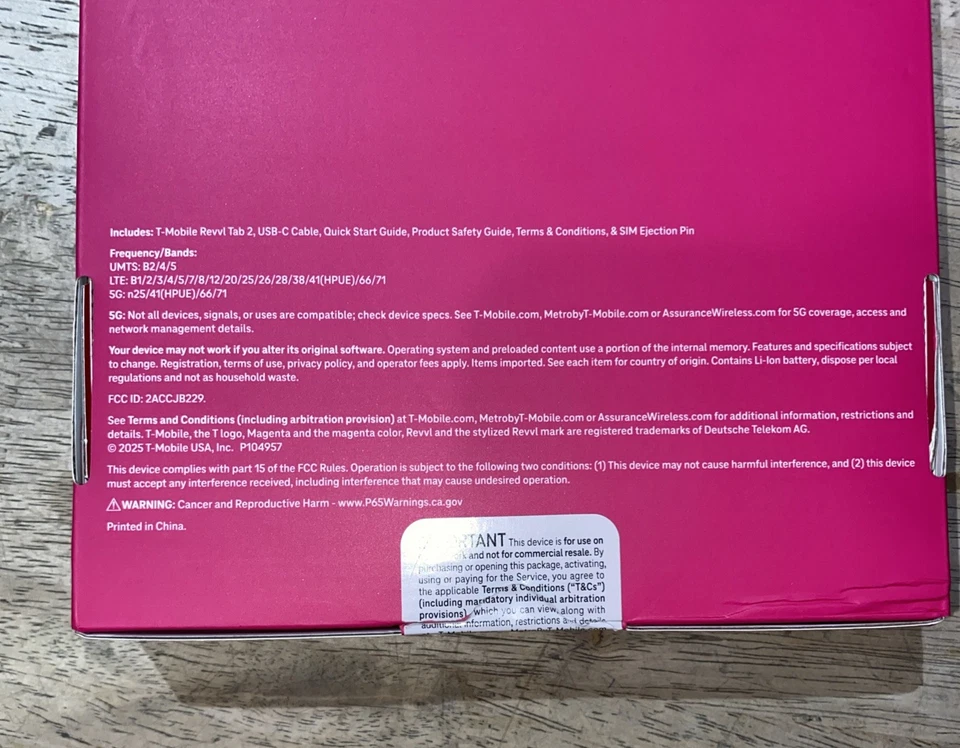 Includes: T-Mobile Revvl Tab 2, USB-C Cable, Quick Start Guide, Product Safety Guide, Terms & Conditions, & SIM Ejection Pin
Frequency/Bands:
UMTS: B2/4/5
LTE: B1/2/3/4/5/7/8/12/20/25/26/28/38/41(HPUE)/66/71
5G: n25/41(HPUE)/66/71
5G: Not all devices, signals, or uses are compatible; check device specs. See T-Mobile.com, MetrobyT-Mobile.com or AssuranceWireless.com for 5G coverage, access and
network management details.
Your device may not work if you alter its original software. Operating system and preloaded content use a portion of the internal memory. Features and specifications subject
to change. Registration, terms of use, privacy policy, and operator fees apply. Items imported. See each item for country of origin. Contains Li-Ion battery, dispose per local
regulations and not as household waste.
FCC ID: 2ACCJB229.
See Terms and Conditions (including arbitration provision) at T-Mobile.com, MetrobyT-Mobile.com or AssuranceWireless.com for additional information, restrictions and
details. T-Mobile, the T logo, Magenta and the magenta color, Revvl and the stylized Revvl mark are registered trademarks of Deutsche Telekom AG.
© 2025 T-Mobile USA, Inc. P104957
This device complies with part 15 of the FCC Rules. Operation is subject to the following two conditions: (1) This device may not cause harmful interference, and (2) this device
must accept any interference received, including interference that may cause undesired operation.
⚠WARNING: Cancer and Reproductive Harm - www.P65Warnings.ca.gov
Printed in China.
IMPORTANT This device is for use on
and not for commercial resale. By
purchasing or opening this package, activating,
using or paying for the Service, you agree to
the applicable Terms & Conditions ("T&Cs")
(including mandatory individual arbitration
provisions), which you can view, along with
additional information, restrictions and details